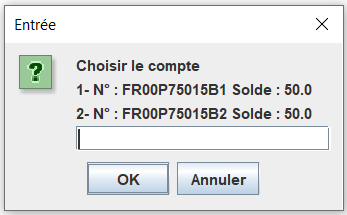 Entrée
Choisir le compte
1- N° : FR00P75015B1 Solde : 50.0
2- N° : FR00P75015B2 Solde : 50.0
OK Annuler